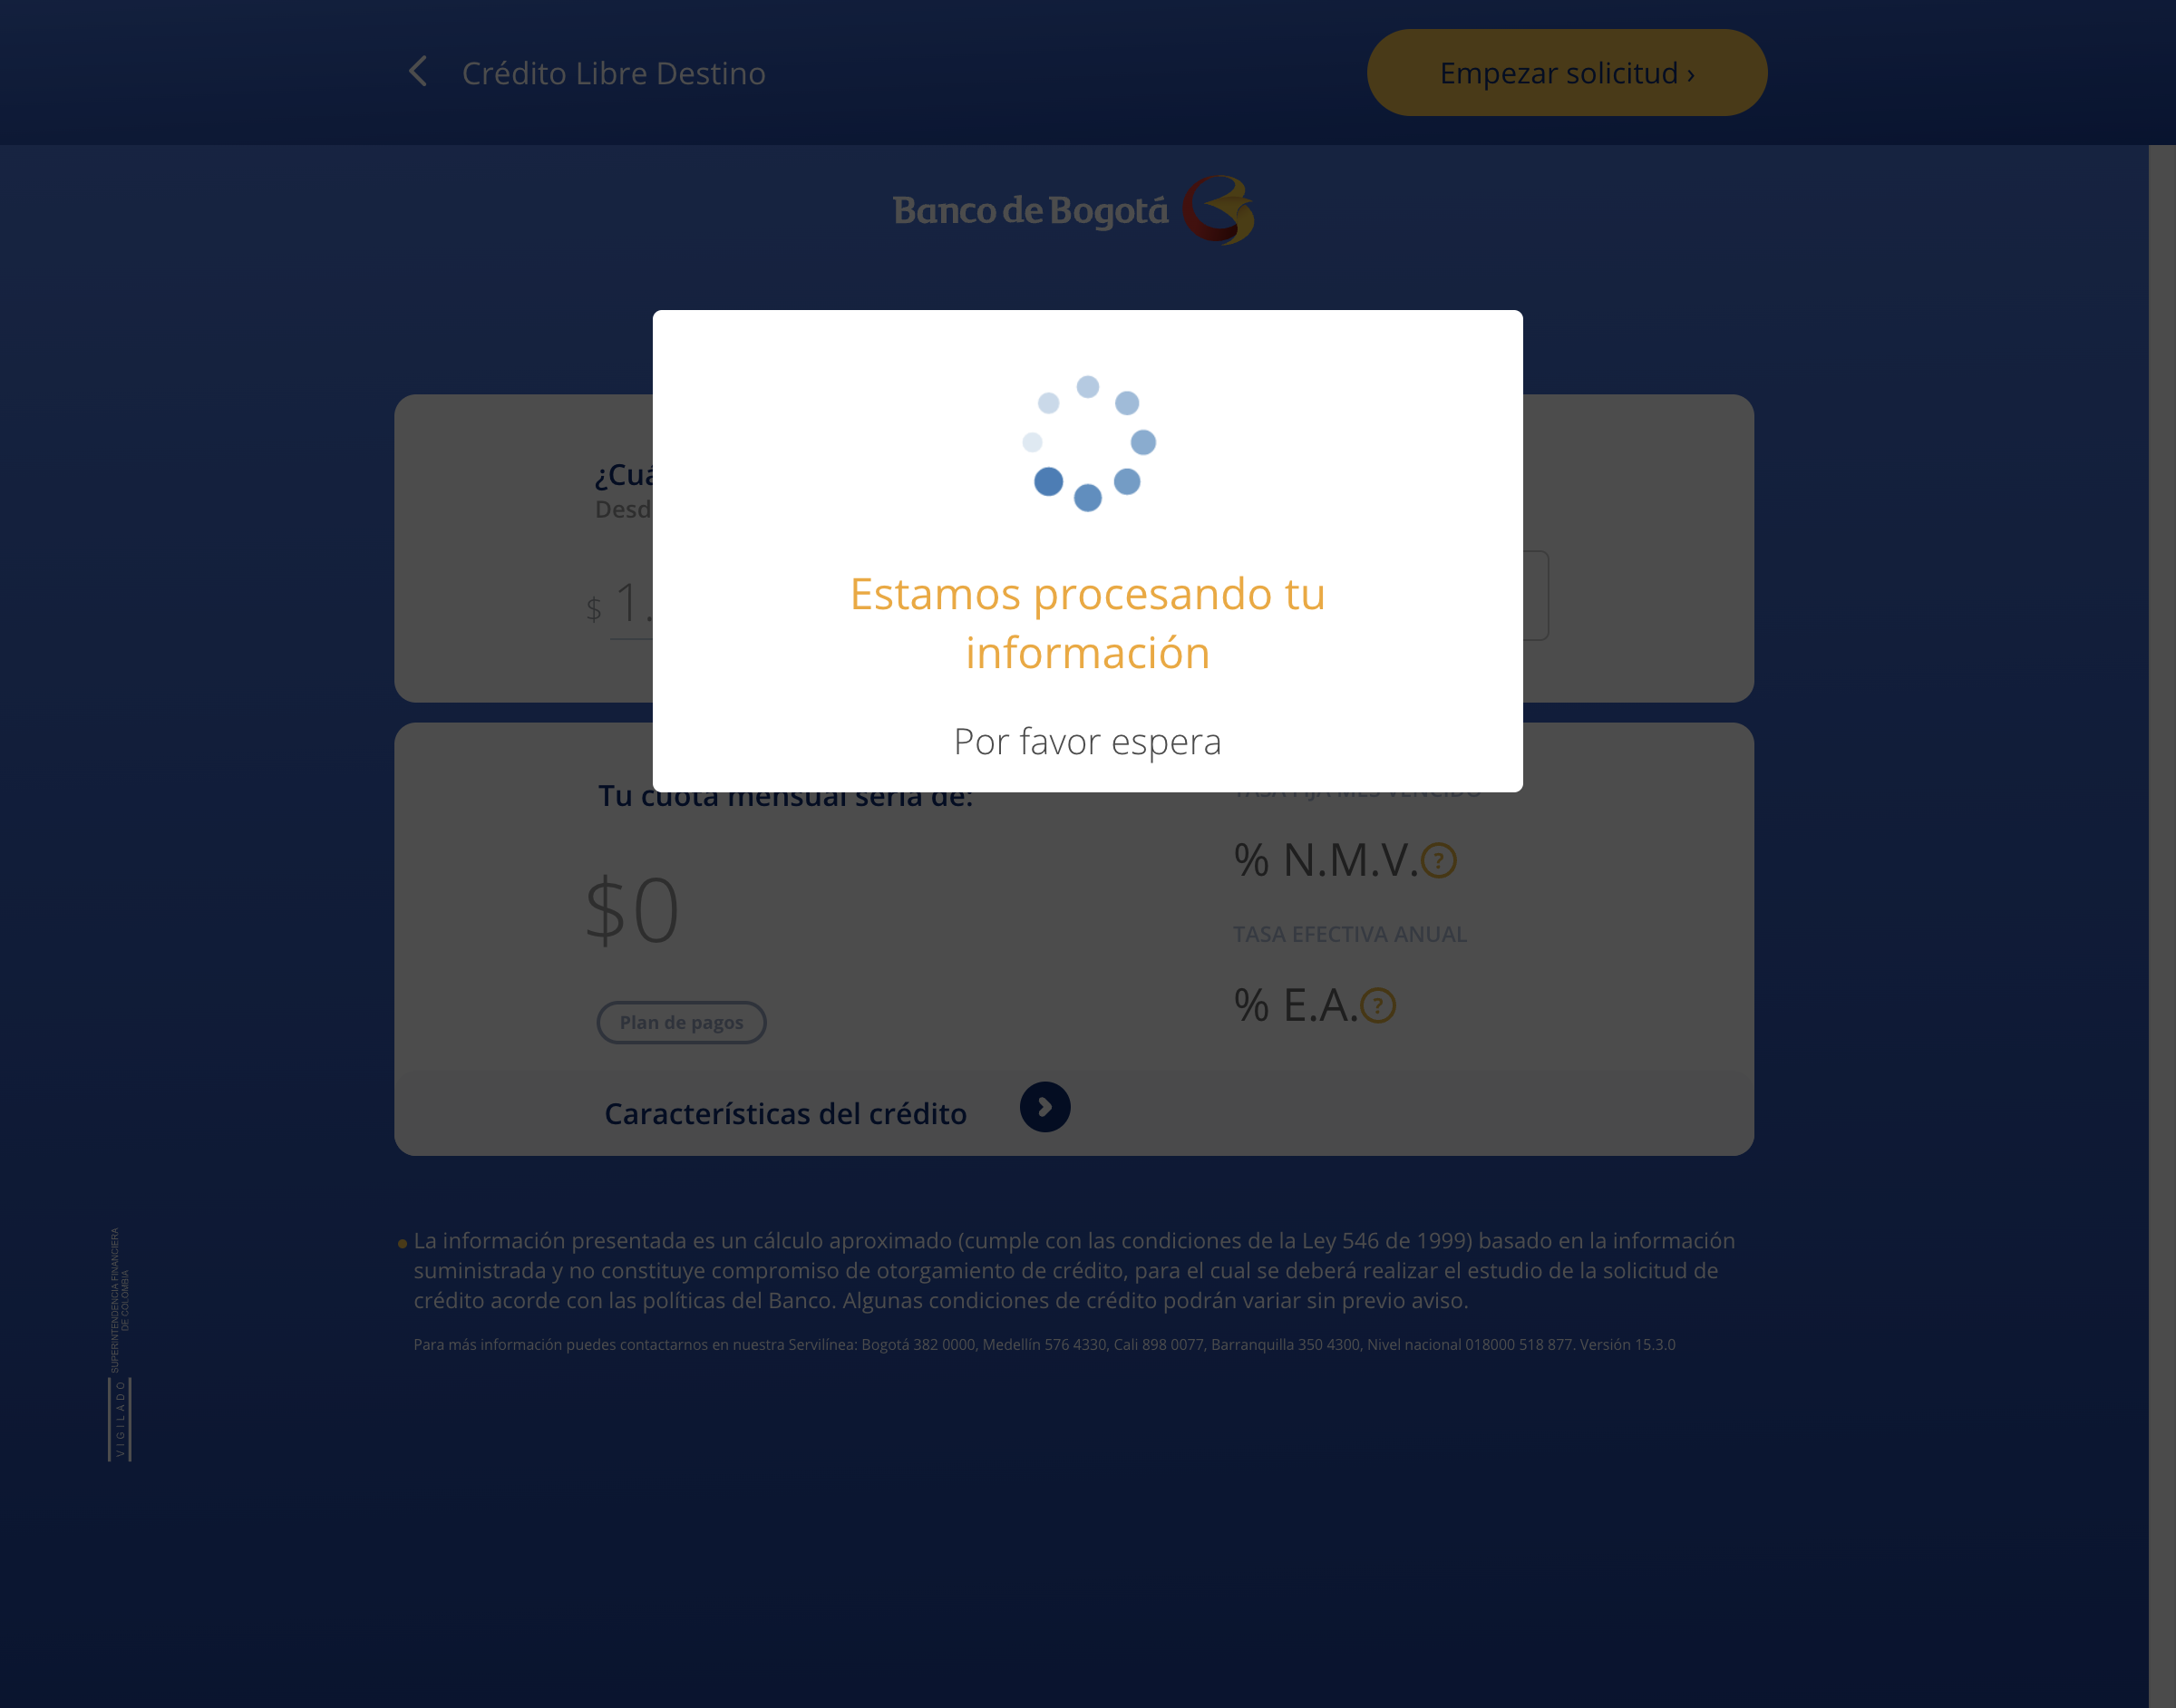 Crédito Libre Destino
Empezar solicitud ›
Banco de Bogotá
Desd
$ 1.
Estamos procesando tu
información
Por favor espera
Tu cuota mensual sería de:
$0
Plan de pagos
TASA FIJA MES VENCIDO
% N.M.V. ?
TASA EFECTIVA ANUAL
% E.A. ?
Características del crédito
La información presentada es un cálculo aproximado (cumple con las condiciones de la Ley 546 de 1999) basado en la información
suministrada y no constituye compromiso de otorgamiento de crédito, para el cual se deberá realizar el estudio de la solicitud de
crédito acorde con las políticas del Banco. Algunas condiciones de crédito podrán variar sin previo aviso.
Para más información puedes contactarnos en nuestra Servilínea: Bogotá 382 0000, Medellín 576 4330, Cali 898 0077, Barranquilla 350 4300, Nivel nacional 018000 518 877. Versión 15.3.0
VIGILADO
SUPERINTENDENCIA FINANCIERA
DE COLOMBIA